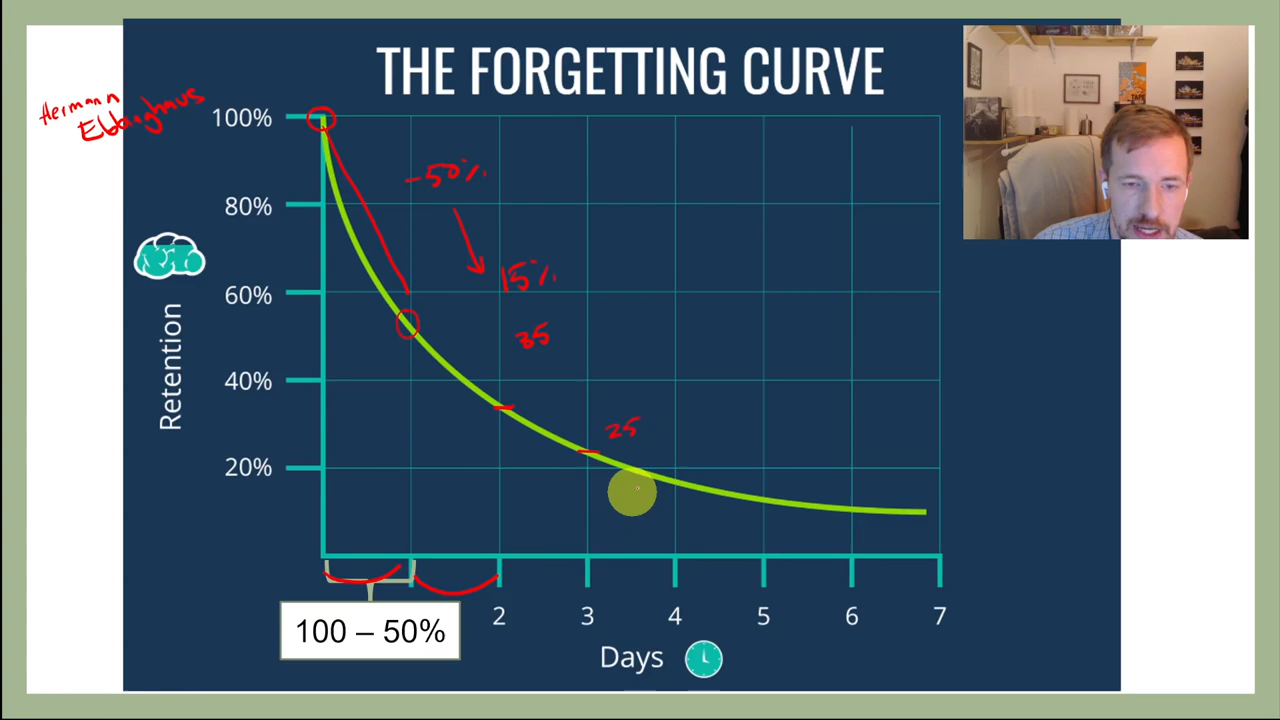 THE FORGETTING CURVE
Hermann
Ebbinghaus
100%
80%
60%
40%
20%
Retention
-50%
15%
35
25
100 – 50%
2
3
4
5
6
7
Days